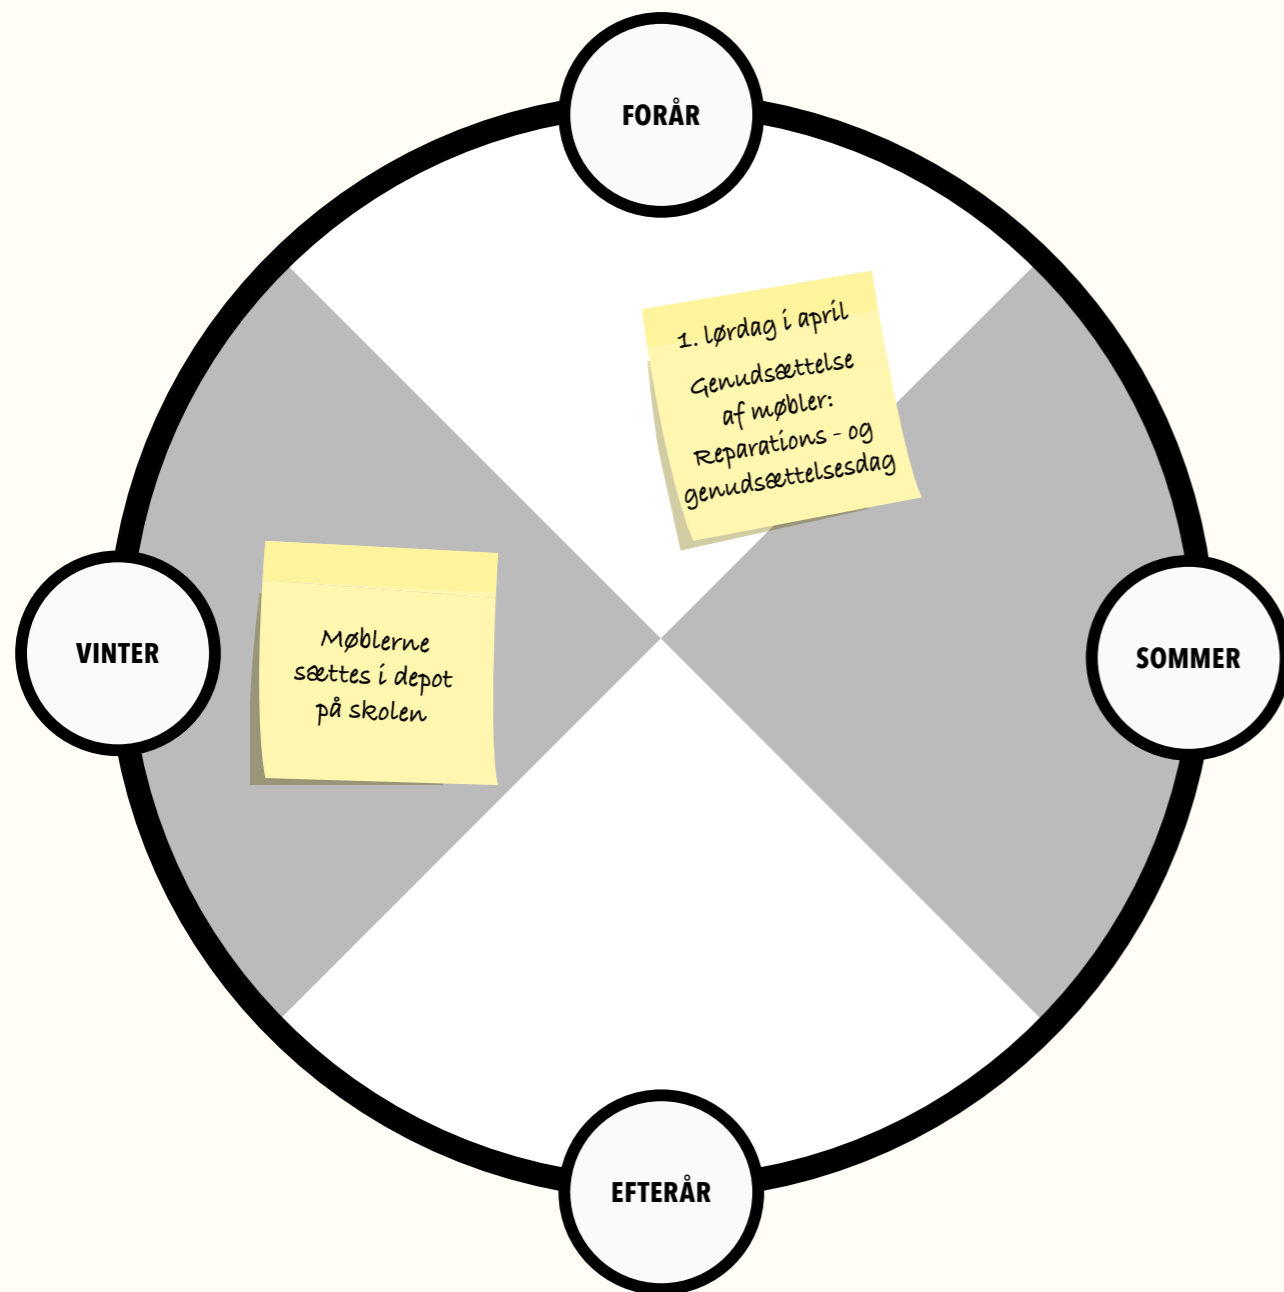 FORÅR
1. lørdag i april
Genudsættelse
af møbler:
Reparations - og
genudsættelsesdag
VINTER
Møblerne
sættes i depot
på skolen
SOMMER
EFTERÅR